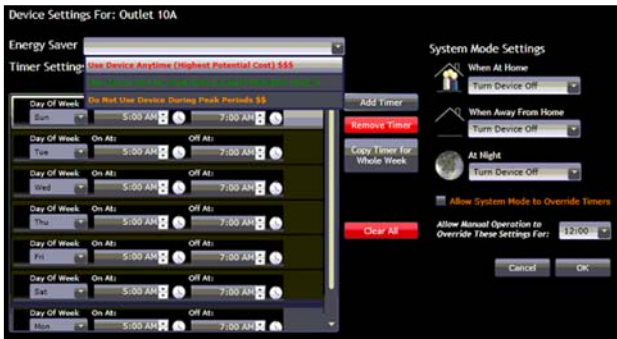 Device Settings For: Outlet 10A
Energy Saver
Timer Settings
Use Device Anytime (Highest Potential Cost) $$$
Do Not Use Device During Peak Periods $$
Day Of Week
Sun 5:00 AM 7:00 AM
Day Of Week On At: Off At:
Tue 5:00 AM 7:00 AM
Day Of Week On At: Off At:
Wed 5:00 AM 7:00 AM
Day Of Week On At: Off At:
Thu 5:00 AM 7:00 AM
Day Of Week On At: Off At:
Fri 5:00 AM 7:00 AM
Day Of Week On At: Off At:
Sat 5:00 AM 7:00 AM
Day Of Week On At: Off At:
Mon 5:00 AM 7:00 AM
Add Timer
Remove Timer
Copy Timer for
Whole Week
Clear All
System Mode Settings
When At Home
Turn Device Off
When Away From Home
Turn Device Off
At Night
Turn Device Off
Allow System Mode to Override Timers
Allow Manual Operation to
Override These Settings For: 12:00
Cancel OK